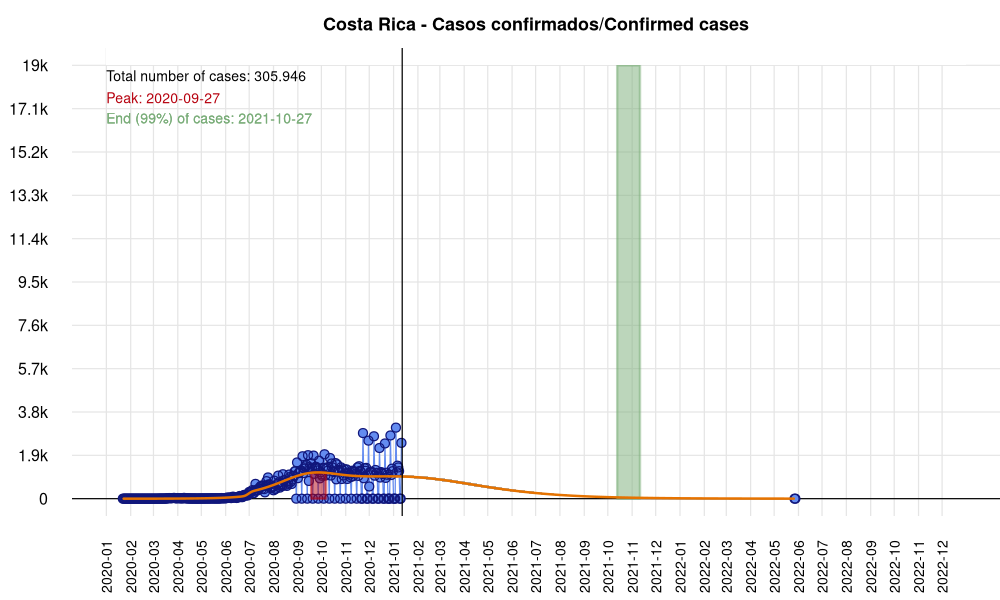 Costa Rica - Casos confirmados/Confirmed cases
19k
Total number of cases: 305.946
Peak: 2020-09-27
17.1k
End (99%) of cases: 2021-10-27
15.2k
13.3k
11.4k
9.5k
7.6k
5.7k
3.8k
1.9k
0
2020-01
2020-02
2020-03
2020-04
2020-05
2020-06
2020-07
2020-08
2020-09
2020-10
2020-11
2020-12
2021-01
2021-02
2021-03
2021-04
2021-05
2021-06
2021-07
2021-08
2021-09
2021-10
2021-11
2021-12
2022-01
2022-02
2022-03
2022-04
2022-05
2022-06
2022-07
2022-08
2022-09
2022-10
2022-11
2022-12